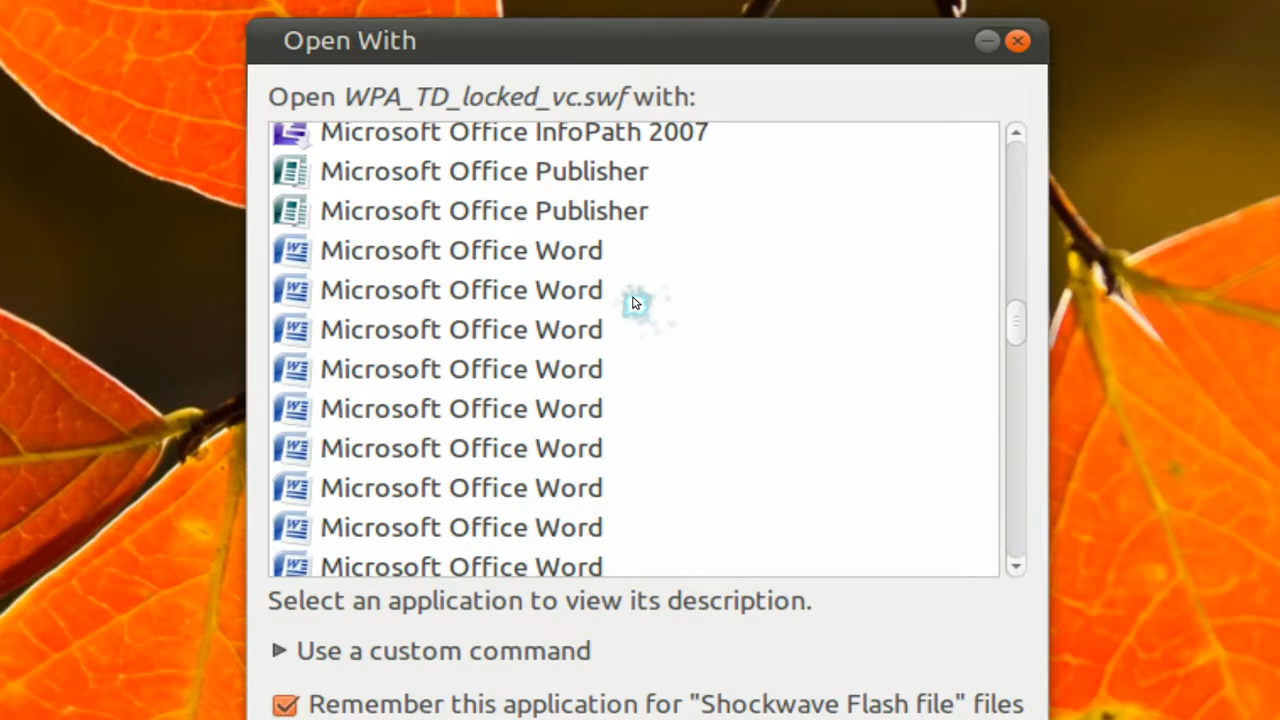 Open With
Open WPA_TD_locked_vc.swf with:
Microsoft Office InfoPath 2007
Microsoft Office Publisher
Microsoft Office Publisher
Microsoft Office Word
Microsoft Office Word
Microsoft Office Word
Microsoft Office Word
Microsoft Office Word
Microsoft Office Word
Microsoft Office Word
Microsoft Office Word
Microsoft Office Word
Select an application to view its description.
Use a custom command
Remember this application for "Shockwave Flash file" files